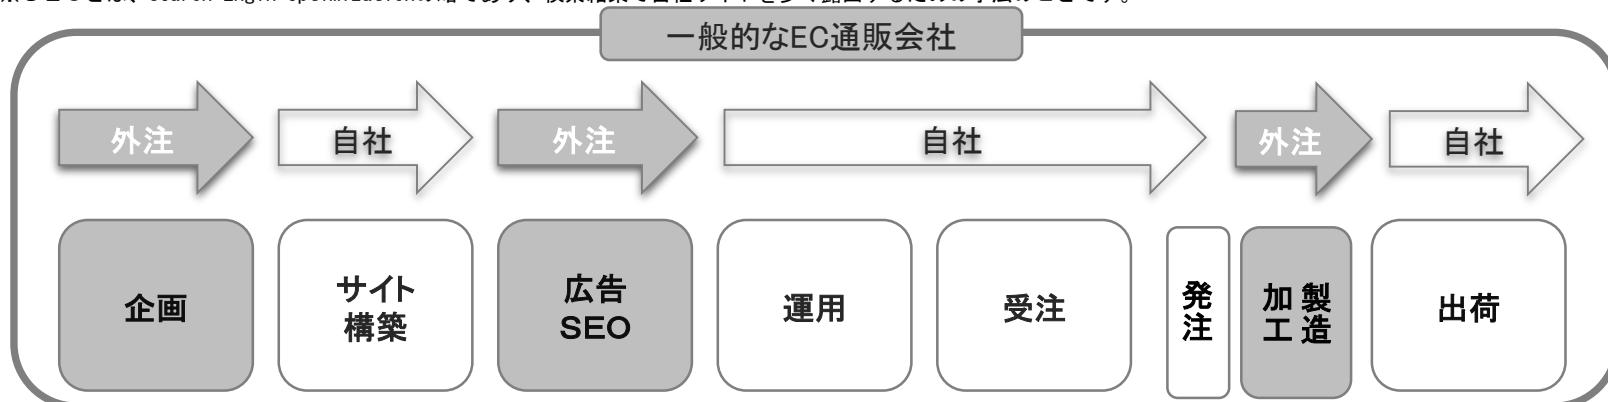 一般的なEC通販会社
外注
自社
外注
自社
外注
自社
企画
サイト
構築
広告
SEO
運用
受注
発注
製造
加工
出荷